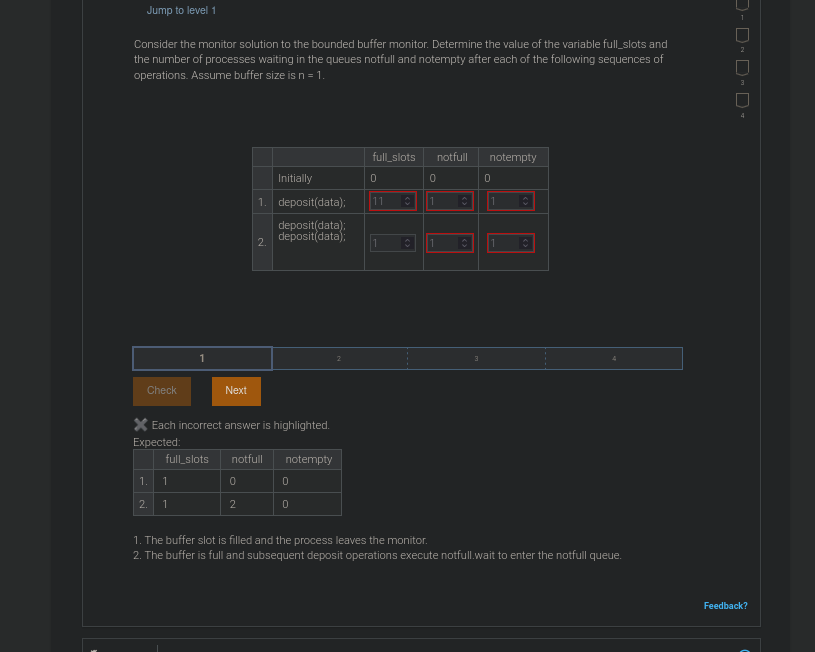 Jump to level 1
1
2
3
4
Consider the monitor solution to the bounded buffer monitor. Determine the value of the variable full_slots and
the number of processes waiting in the queues notfull and notempty after each of the following sequences of
operations. Assume buffer size is n = 1.
full_slots notfull notempty
Initially 0 0 0
1. deposit(data); 11 1 1
deposit(data);
deposit(data);
2. 1 1 1
1 2 3 4
Check Next
Each incorrect answer is highlighted.
Expected:
full_slots notfull notempty
1. 1 0 0
2. 1 2 0
1. The buffer slot is filled and the process leaves the monitor.
2. The buffer is full and subsequent deposit operations execute notfull.wait to enter the notfull queue.
Feedback?